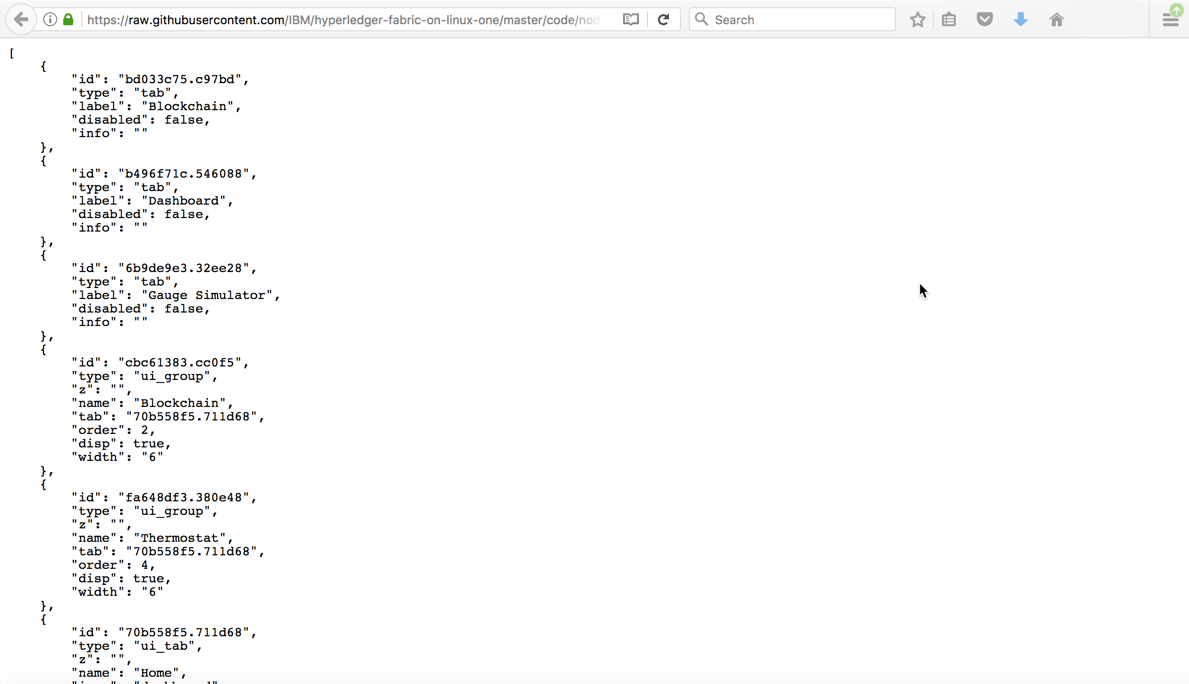 https://raw.githubusercontent.com/IBM/hyperledger-fabric-on-linux-one/master/code/nod
Search
[
    {
        "id": "bd033c75.c97bd",
        "type": "tab",
        "label": "Blockchain",
        "disabled": false,
        "info": ""
    },
    {
        "id": "b496f71c.546088",
        "type": "tab",
        "label": "Dashboard",
        "disabled": false,
        "info": ""
    },
    {
        "id": "6b9de9e3.32ee28",
        "type": "tab",
        "label": "Gauge Simulator",
        "disabled": false,
        "info": ""
    },
    {
        "id": "cbc61383.cc0f5",
        "type": "ui_group",
        "z": "",
        "name": "Blockchain",
        "tab": "70b558f5.711d68",
        "order": 2,
        "disp": true,
        "width": "6"
    },
    {
        "id": "fa648df3.380e48",
        "type": "ui_group",
        "z": "",
        "name": "Thermostat",
        "tab": "70b558f5.711d68",
        "order": 4,
        "disp": true,
        "width": "6"
    },
    {
        "id": "70b558f5.711d68",
        "type": "ui_tab",
        "z": "",
        "name": "Home",